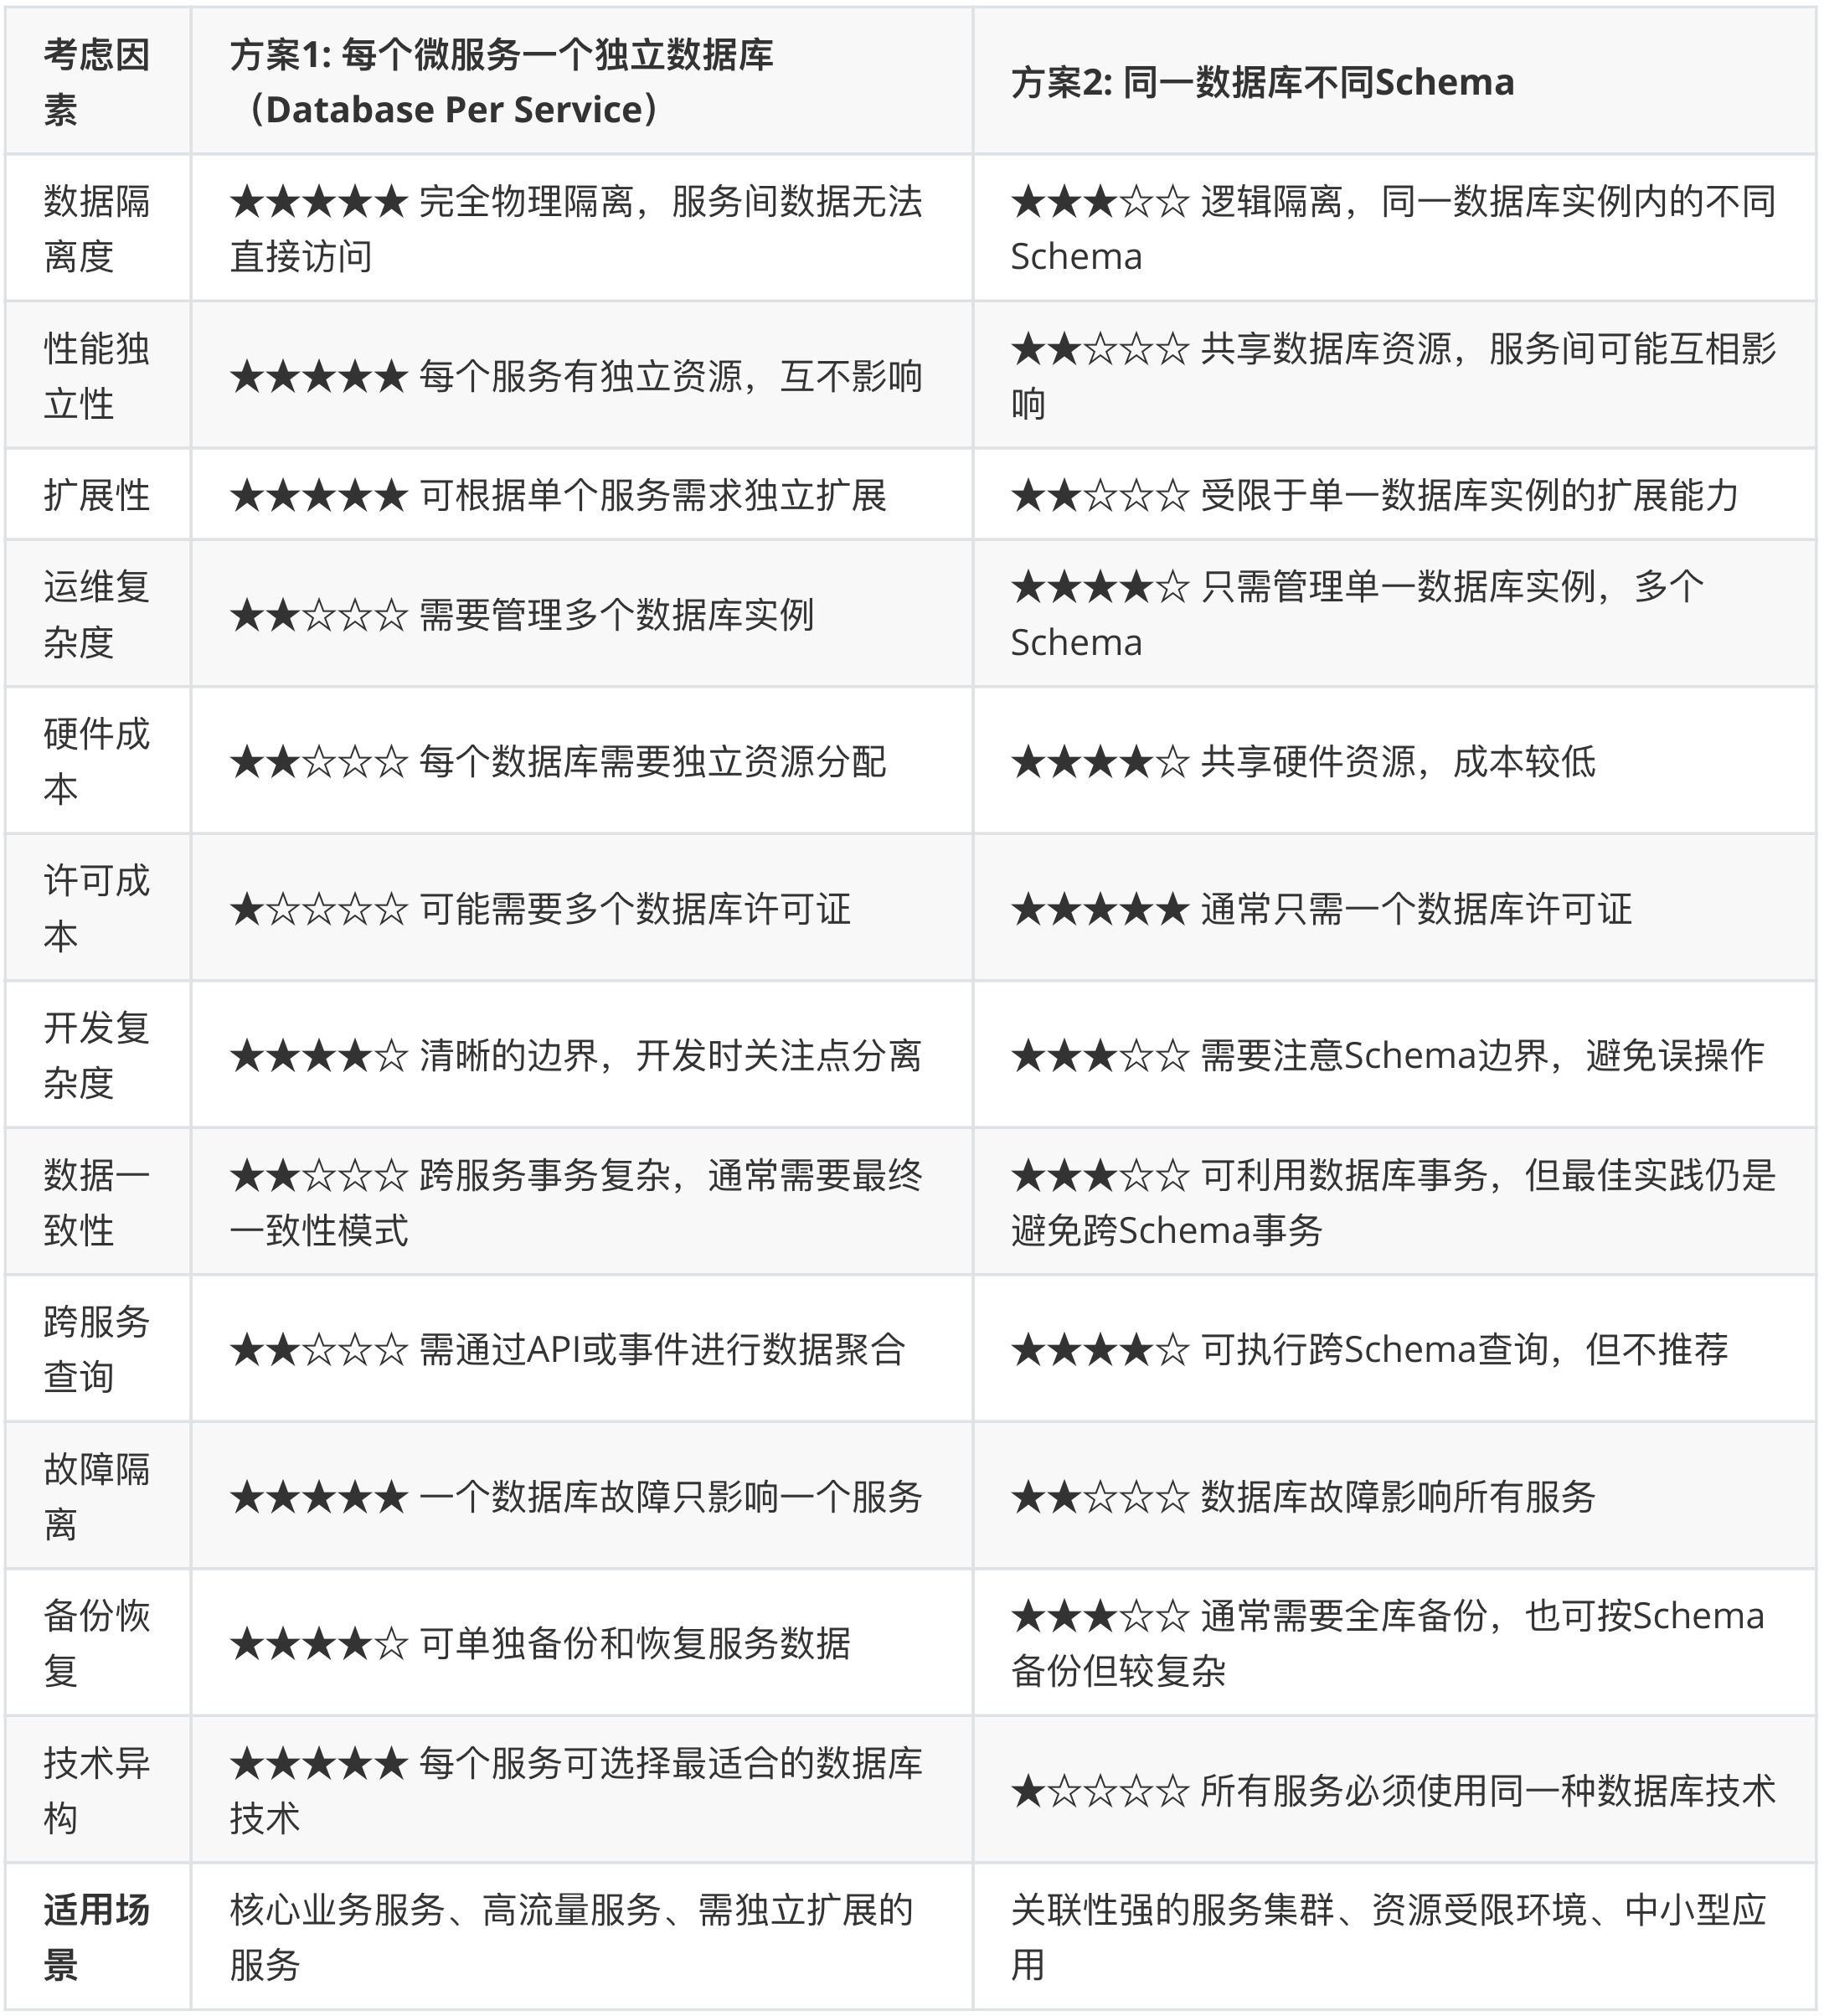 考虑因
素
方案1: 每个微服务一个独立数据库
（Database Per Service）
方案2: 同一数据库不同Schema
数据隔
离度
★★★★★ 完全物理隔离，服务间数据无法
直接访问
★★★☆☆ 逻辑隔离，同一数据库实例内的不同
Schema
性能独
立性
★★★★★ 每个服务有独立资源，互不影响
★★☆☆☆ 共享数据库资源，服务间可能互相影
响
扩展性
★★★★★ 可根据单个服务需求独立扩展
★★☆☆☆ 受限于单一数据库实例的扩展能力
运维复
杂度
★★☆☆☆ 需要管理多个数据库实例
★★★★☆ 只需管理单一数据库实例，多个
Schema
硬件成
本
★★☆☆☆ 每个数据库需要独立资源分配
★★★★☆ 共享硬件资源，成本较低
许可成
本
★☆☆☆☆ 可能需要多个数据库许可证
★★★★★ 通常只需一个数据库许可证
开发复
杂度
★★★★☆ 清晰的边界，开发时关注点分离
★★★☆☆ 需要注意Schema边界，避免误操作
数据一
致性
★★☆☆☆ 跨服务事务复杂，通常需要最终
一致性模式
★★★☆☆ 可利用数据库事务，但最佳实践仍是
避免跨Schema事务
跨服务
查询
★★☆☆☆ 需通过API或事件进行数据聚合
★★★★☆ 可执行跨Schema查询，但不推荐
故障隔
离
★★★★★ 一个数据库故障只影响一个服务
★★☆☆☆ 数据库故障影响所有服务
备份恢
复
★★★★☆ 可单独备份和恢复服务数据
★★★☆☆ 通常需要全库备份，也可按Schema
备份但较复杂
技术异
构
★★★★★ 每个服务可选择最适合的数据库
技术
★☆☆☆☆ 所有服务必须使用同一种数据库技术
适用场
景
核心业务服务、高流量服务、需独立扩展的
服务
关联性强的服务集群、资源受限环境、中小型应
用